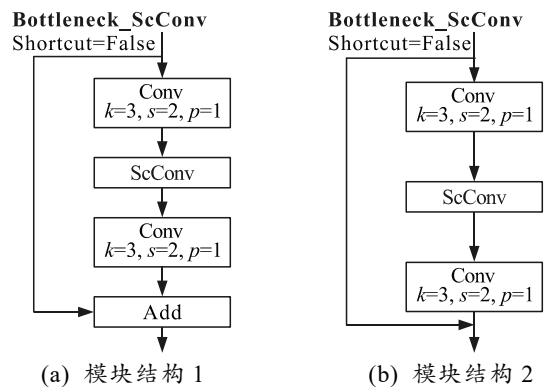 Bottleneck_ScConv
Shortcut=False
Conv
k=3, s=2, p=1
ScConv
Conv
k=3, s=2, p=1
Add
(a) 模块结构 1
Bottleneck_ScConv
Shortcut=False
Conv
k=3, s=2, p=1
ScConv
Conv
k=3, s=2, p=1
(b) 模块结构 2